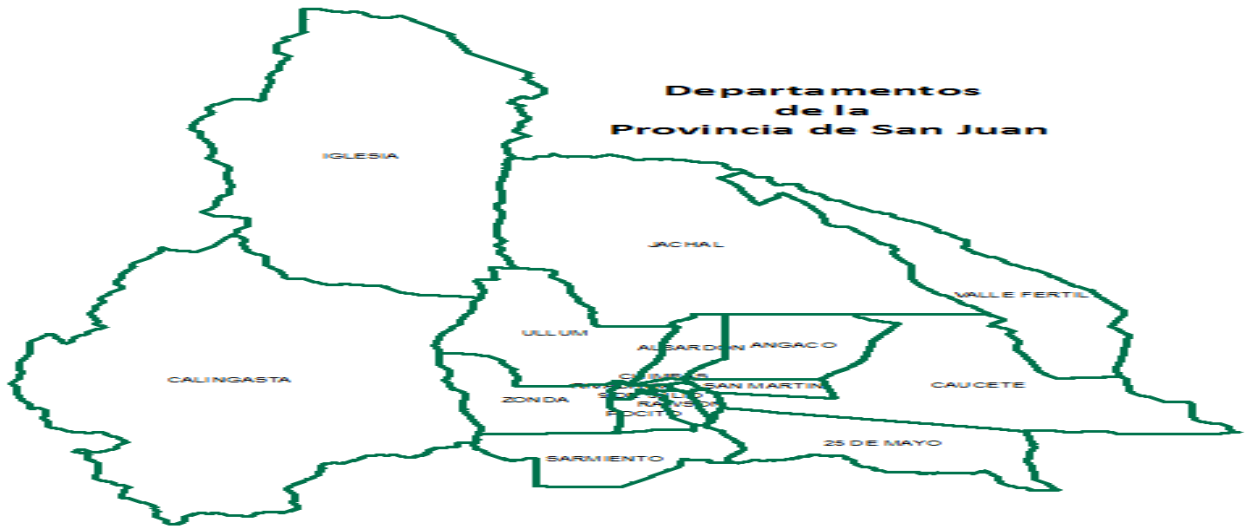 Departamentos
de la
Provincia de San Juan
IGLESIA
JACHAL
VALLE FERTIL
ULLUM
ALBARDON
ANGACO
CALINGASTA
SAN MARTIN
CAUCETE
ZONDA
RAWSON
POCITO
25 DE MAYO
SARMIENTO